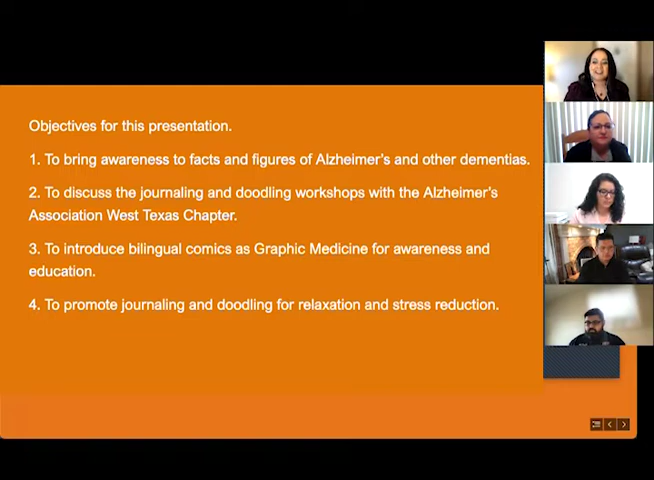 Objectives for this presentation.
1. To bring awareness to facts and figures of Alzheimer's and other dementias.
2. To discuss the journaling and doodling workshops with the Alzheimer's
Association West Texas Chapter.
3. To introduce bilingual comics as Graphic Medicine for awareness and
education.
4. To promote journaling and doodling for relaxation and stress reduction.